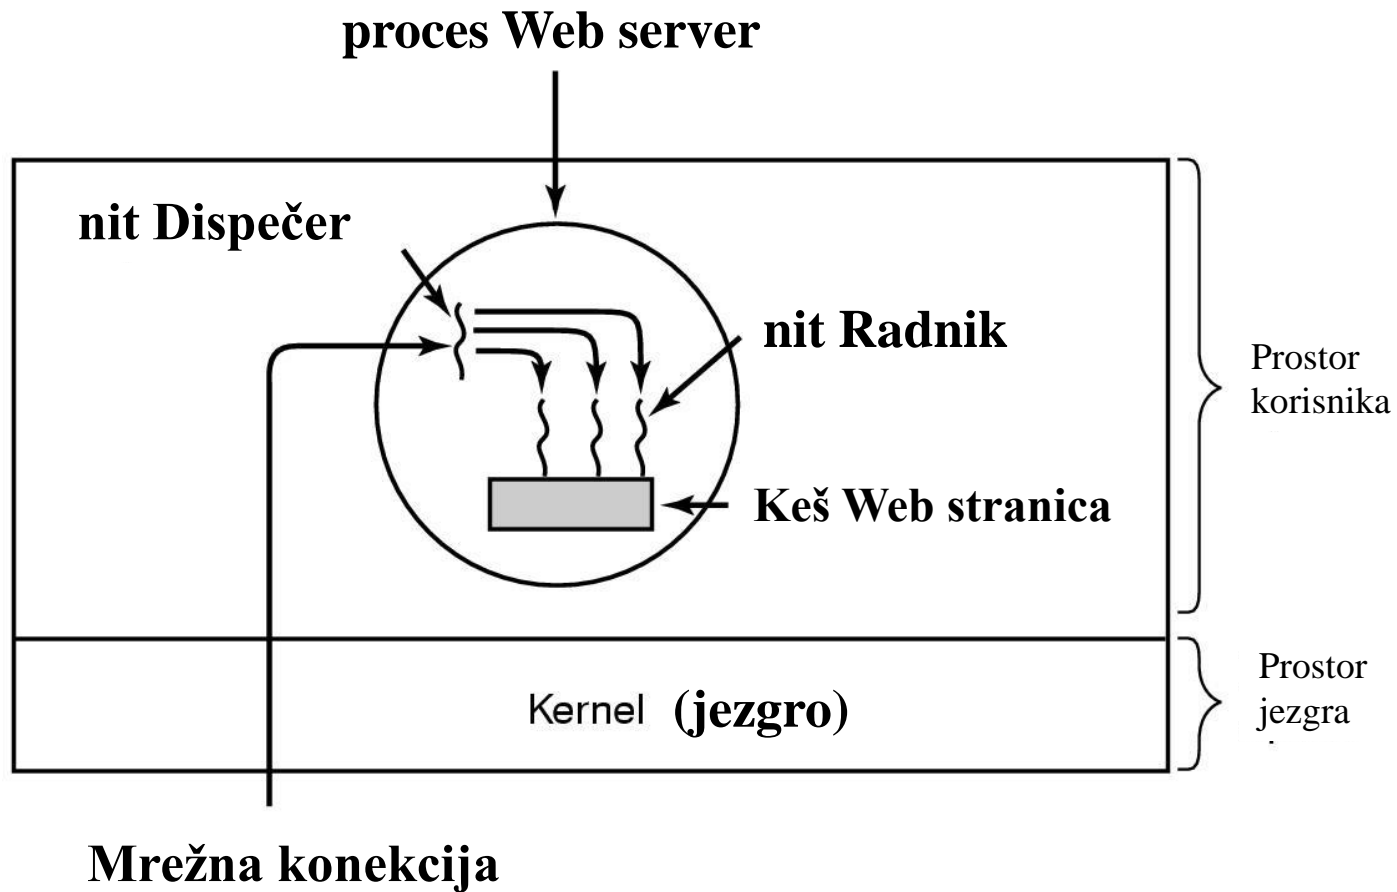 proces Web server
nit Dispečer
nit Radnik
Prostor
korisnika
Keš Web stranica
Kernel (jezgro)
Prostor
jezgra
Mrežna konekcija